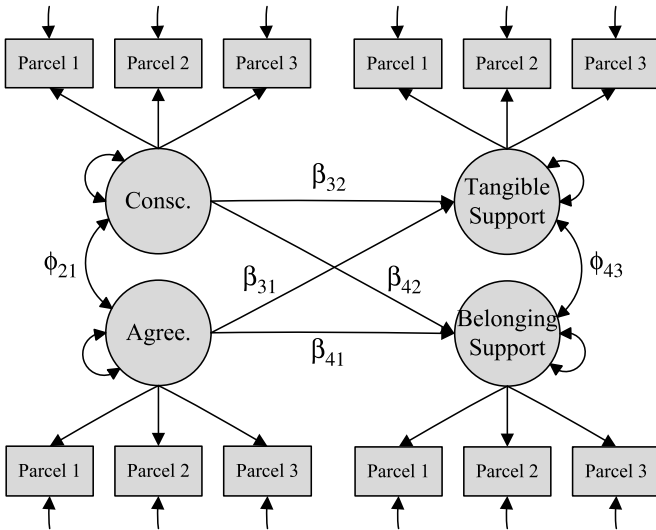 Parcel 1 Parcel 2 Parcel 3 Parcel 1 Parcel 2 Parcel 3
Consc.
β32
Tangible
Support
ϕ21
β31
β42
ϕ43
Agree.
β41
Belonging
Support
Parcel 1 Parcel 2 Parcel 3 Parcel 1 Parcel 2 Parcel 3